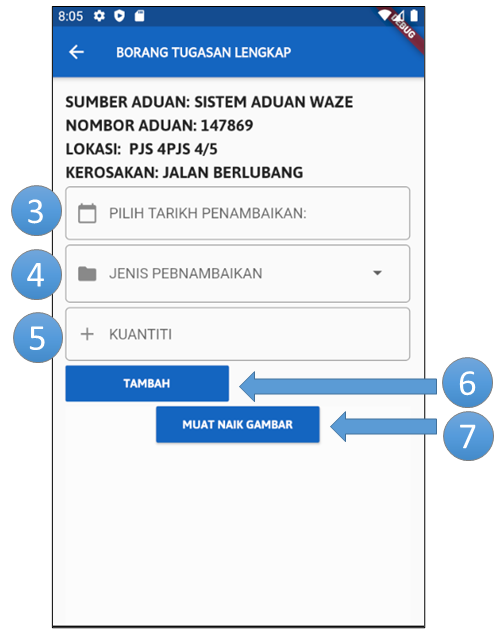 8:05
DEBUG
BORANG TUGASAN LENGKAP
SUMBER ADUAN: SISTEM ADUAN WAZE
NOMBOR ADUAN: 147869
LOKASI: PJS 4PJS 4/5
KEROSAKAN: JALAN BERLUBANG
3 PILIH TARIKH PENAMBAIKAN:
4 JENIS PEBNAMBAIKAN
5 KUANTITI
TAMBAH 6
MUAT NAIK GAMBAR 7